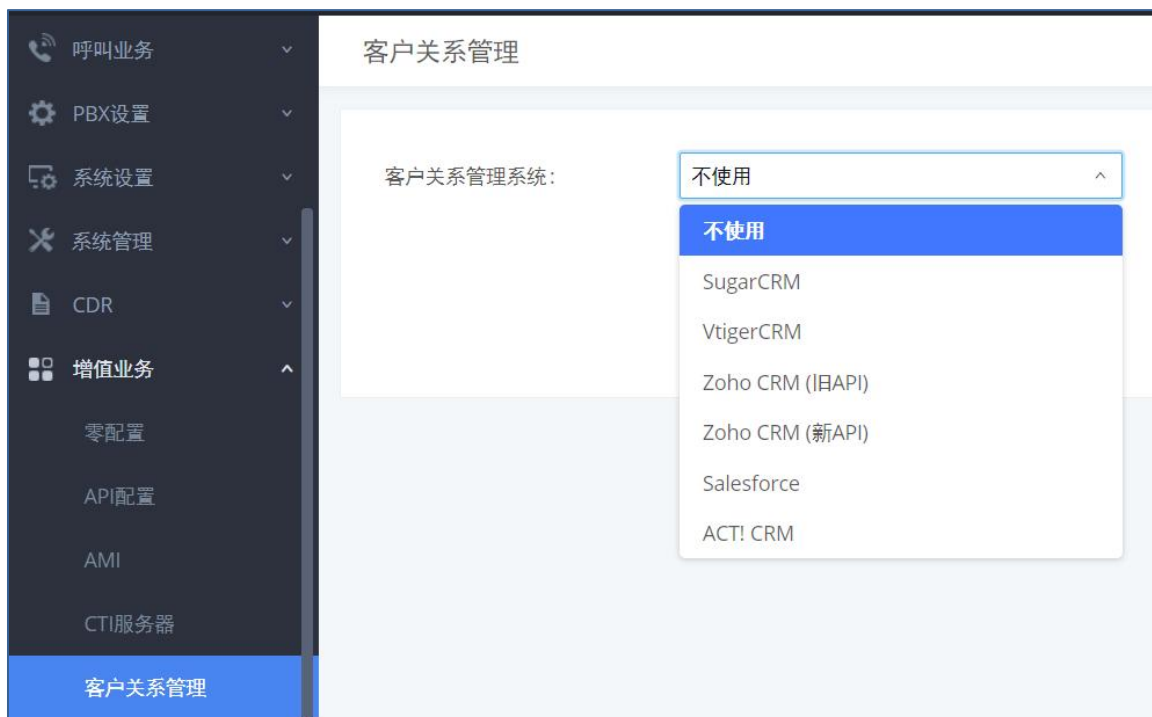 呼叫业务
PBX设置
系统设置
系统管理
CDR
增值业务
零配置
API配置
AMI
CTI服务器
客户关系管理
客户关系管理
客户关系管理系统：
不使用
不使用
SugarCRM
VtigerCRM
Zoho CRM (旧API)
Zoho CRM (新API)
Salesforce
ACT! CRM